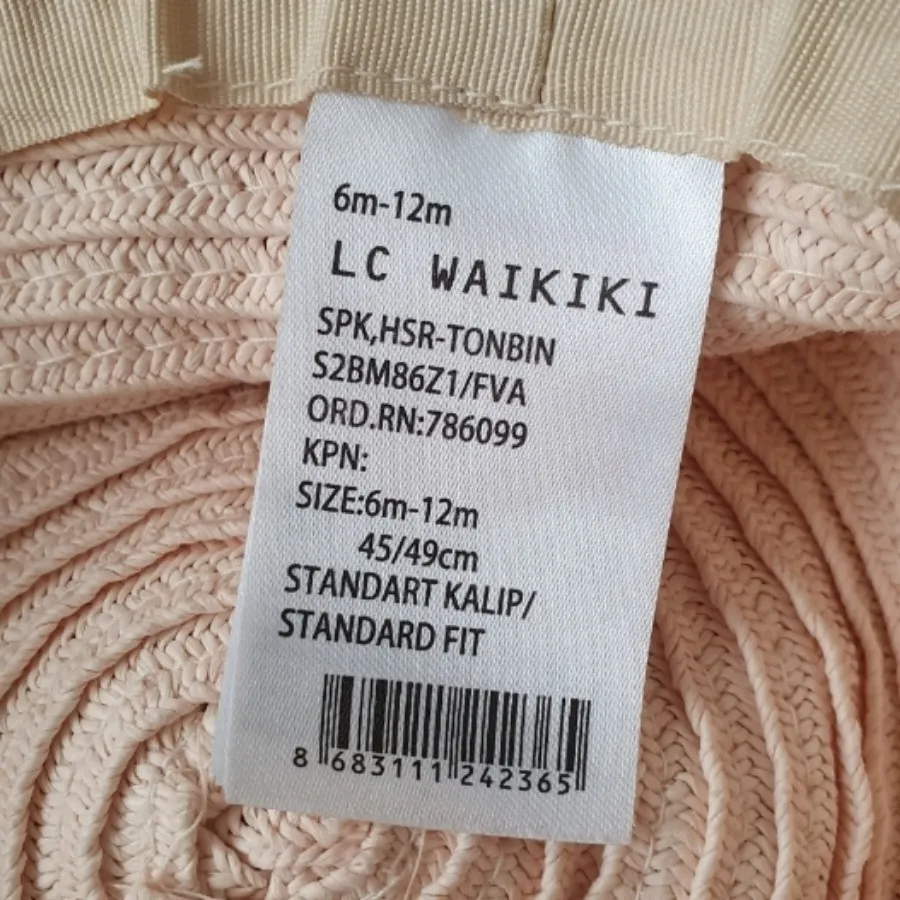 6m-12m
LC WAIKIKI
SPK,HSR-TONBIN
S2BM86Z1/FVA
ORD.RN:786099
KPN:
SIZE:6m-12m
45/49cm
STANDART KALIP/
STANDARD FIT
8 683111 242365